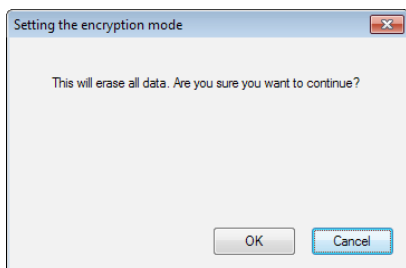 Setting the encryption mode
This will erase all data. Are you sure you want to continue?
OK Cancel